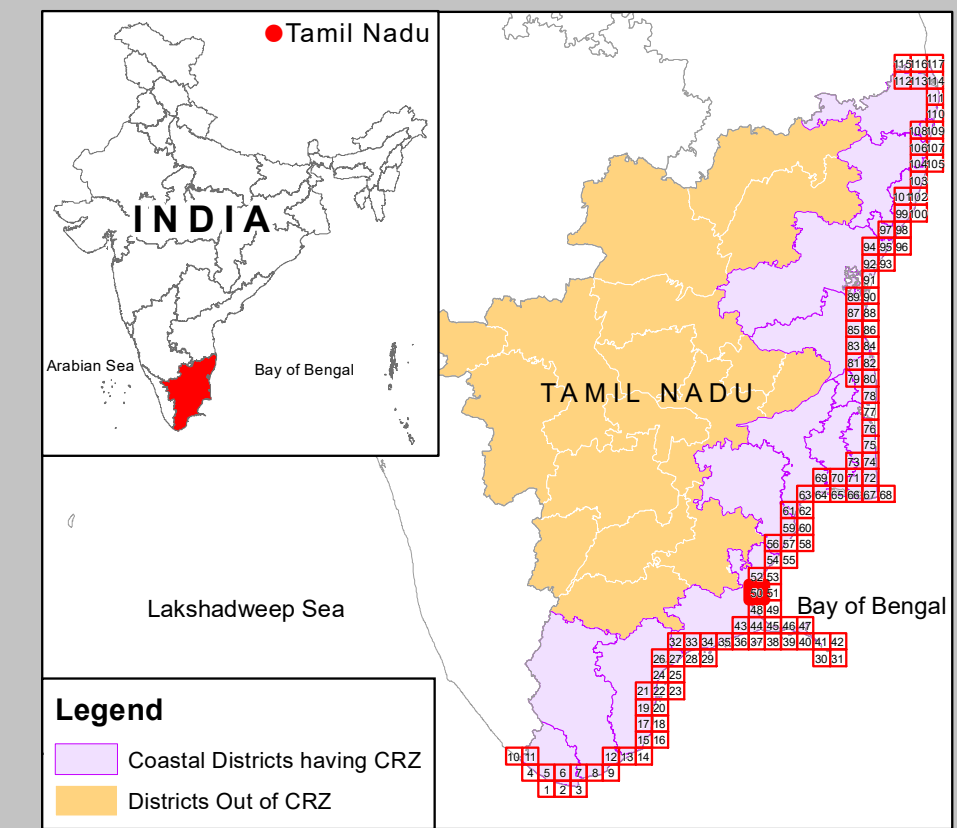 Tamil Nadu
INDIA
Arabian Sea
Bay of Bengal
115 116 117
112 113 114
111
110
108 109
106 107
104 105
103
101 102
99 100
97 98
94 95 96
92 93
91
89 90
87 88
85 86
83 84
81 82
79 80
TAMIL NADU
78
77
76
75
73 74
69 70 71 72
63 64 65 66 67 68
61 62
59 60
56 57 58
54 55
52 53
50 51
48 49
Lakshadweep Sea
Bay of Bengal
43 44 45 46 47
32 33 34 35 36 37 38 39 40 41 42
26 27 28 29 30 31
24 25
21 22 23
19 20
17 18
15 16
10 11 12 13 14
4 5 6 7 8 9
1 2 3
Legend
Coastal Districts having CRZ
Districts Out of CRZ